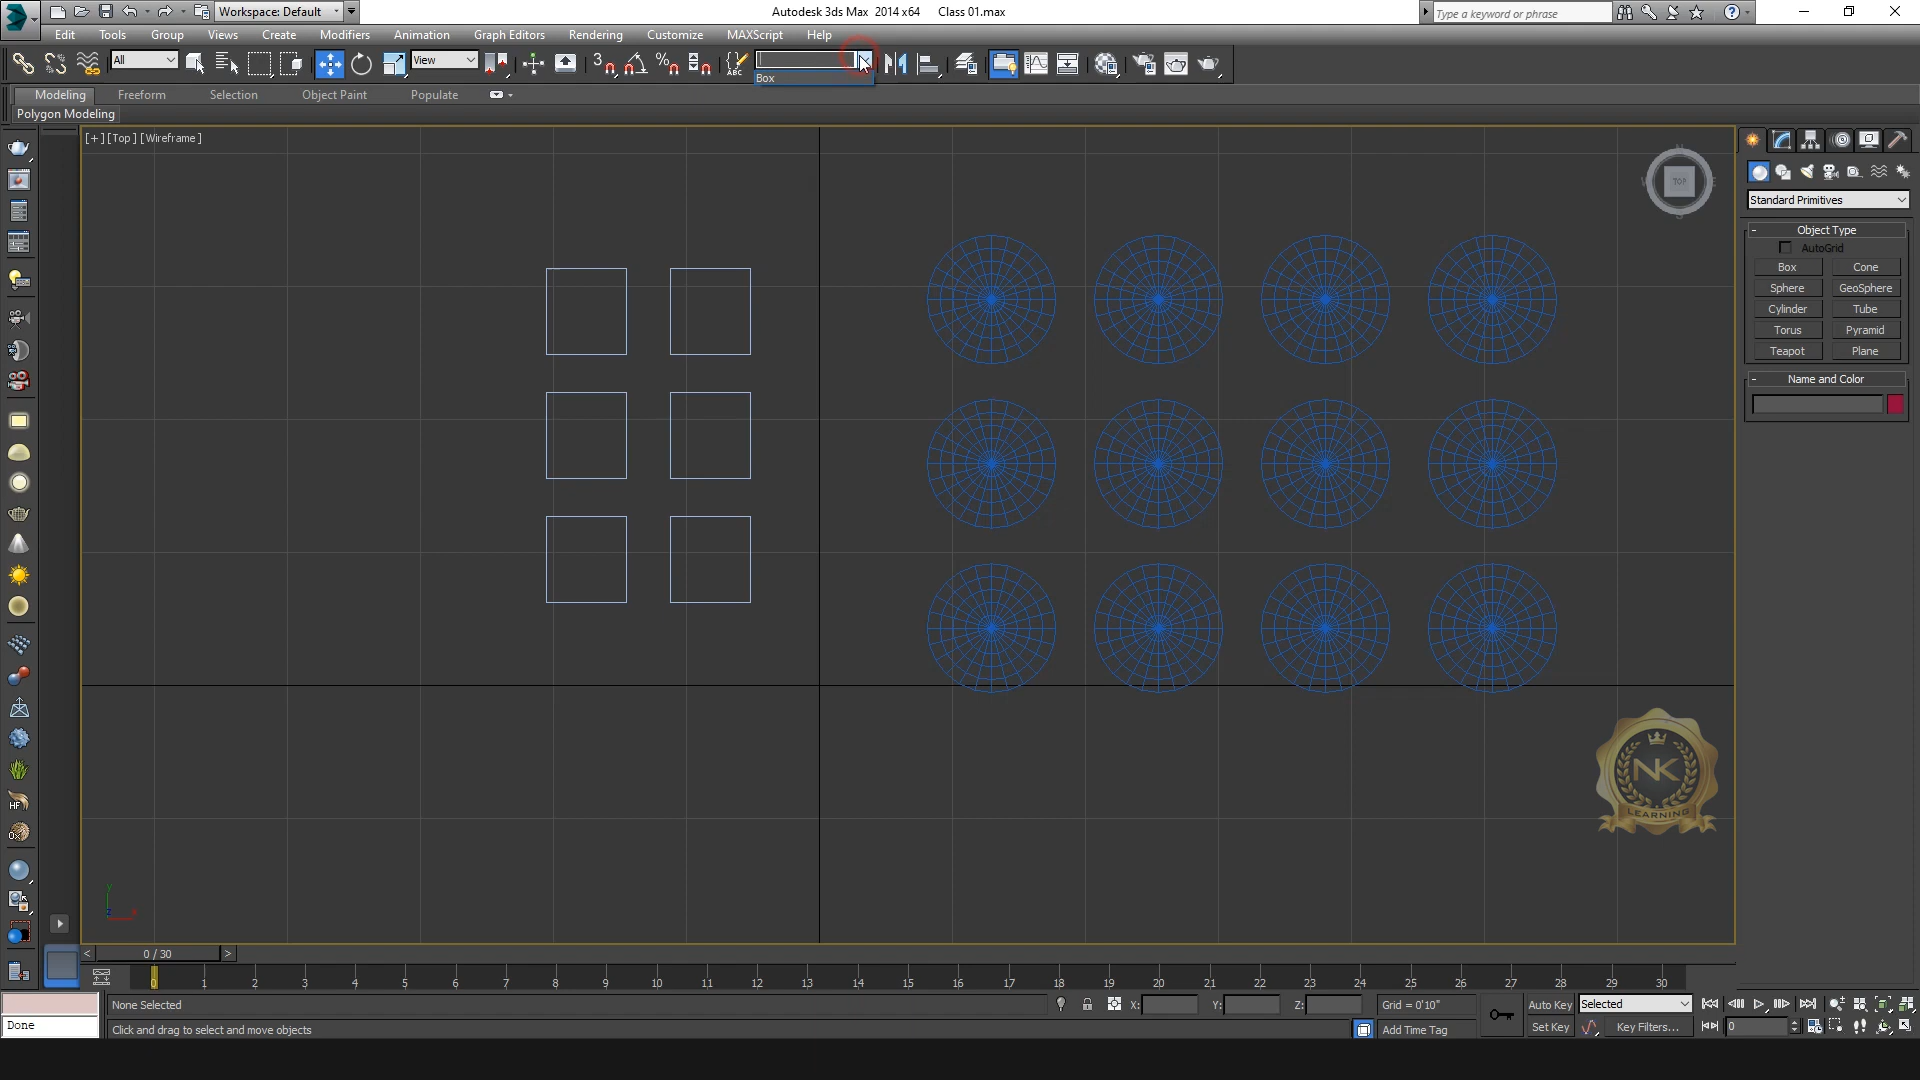 Workspace: Default
Autodesk 3ds Max 2014 x64 Class 01.max
Type a keyword or phrase
Edit Tools Group Views Create Modifiers Animation Graph Editors Rendering Customize MAXScript Help
All
View
3
ABC
Box
Modeling Freeform Selection Object Paint Populate
Polygon Modeling
[+][Top][Wireframe]
TOP
Standard Primitives
- Object Type
AutoGrid
Box Cone
Sphere GeoSphere
Cylinder Tube
Torus Pyramid
Teapot Plane
- Name and Color
NK
LEARNING
HF
< 0 / 30 >
0 1 2 3 4 5 6 7 8 9 10 11 12 13 14 15 16 17 18 19 20 21 22 23 24 25 26 27 28 29 30
None Selected X: Y: Z: Grid = 0'10" Auto Key Selected
Done Click and drag to select and move objects Add Time Tag Set Key Key Filters... 0